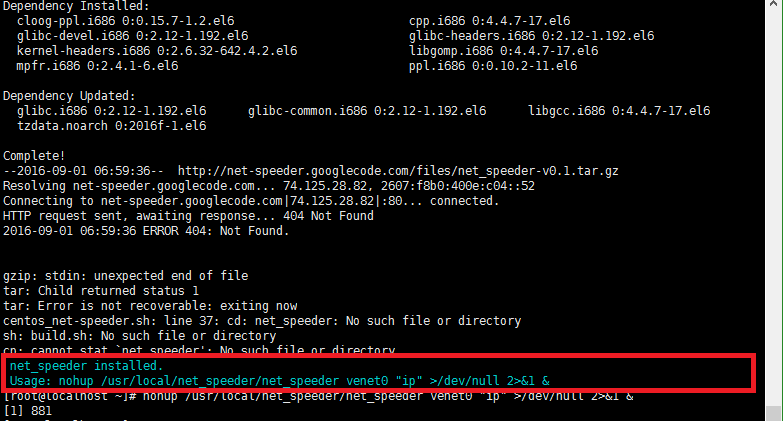 Dependency Installed:
cloog-ppl.i686 0:0.15.7-1.2.el6 cpp.i686 0:4.4.7-17.el6
glibc-devel.i686 0:2.12-1.192.el6 glibc-headers.i686 0:2.12-1.192.el6
kernel-headers.i686 0:2.6.32-642.4.2.el6 libgomp.i686 0:4.4.7-17.el6
mpfr.i686 0:2.4.1-6.el6 ppl.i686 0:0.10.2-11.el6
Dependency Updated:
glibc.i686 0:2.12-1.192.el6 glibc-common.i686 0:2.12-1.192.el6 libgcc.i686 0:4.4.7-17.el6
tzdata.noarch 0:2016f-1.el6
Complete!
--2016-09-01 06:59:36-- http://net-speeder.googlecode.com/files/net_speeder-v0.1.tar.gz
Resolving net-speeder.googlecode.com... 74.125.28.82, 2607:f8b0:400e:c04::52
Connecting to net-speeder.googlecode.com|74.125.28.82|:80... connected.
HTTP request sent, awaiting response... 404 Not Found
2016-09-01 06:59:36 ERROR 404: Not Found.
gzip: stdin: unexpected end of file
tar: Child returned status 1
tar: Error is not recoverable: exiting now
centos_net-speeder.sh: line 37: cd: net_speeder: No such file or directory
sh: build.sh: No such file or directory
cp: cannot stat `net_speeder': No such file or directory
net_speeder installed.
Usage: nohup /usr/local/net_speeder/net_speeder venet0 "ip" >/dev/null 2>&1 &
[root@localhost ~]# nohup /usr/local/net_speeder/net_speeder venet0 "ip" >/dev/null 2>&1 &
[1] 881